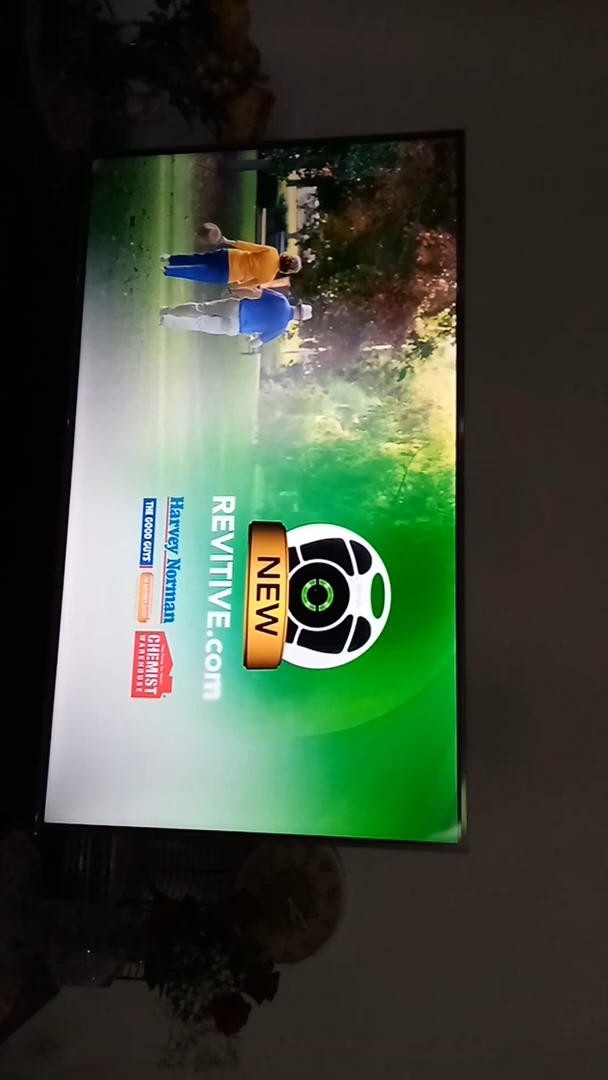 NEW
REVITIVE.com
Harvey Norman
THE GOOD GUYS
CHEMIST
WAREHOUSE